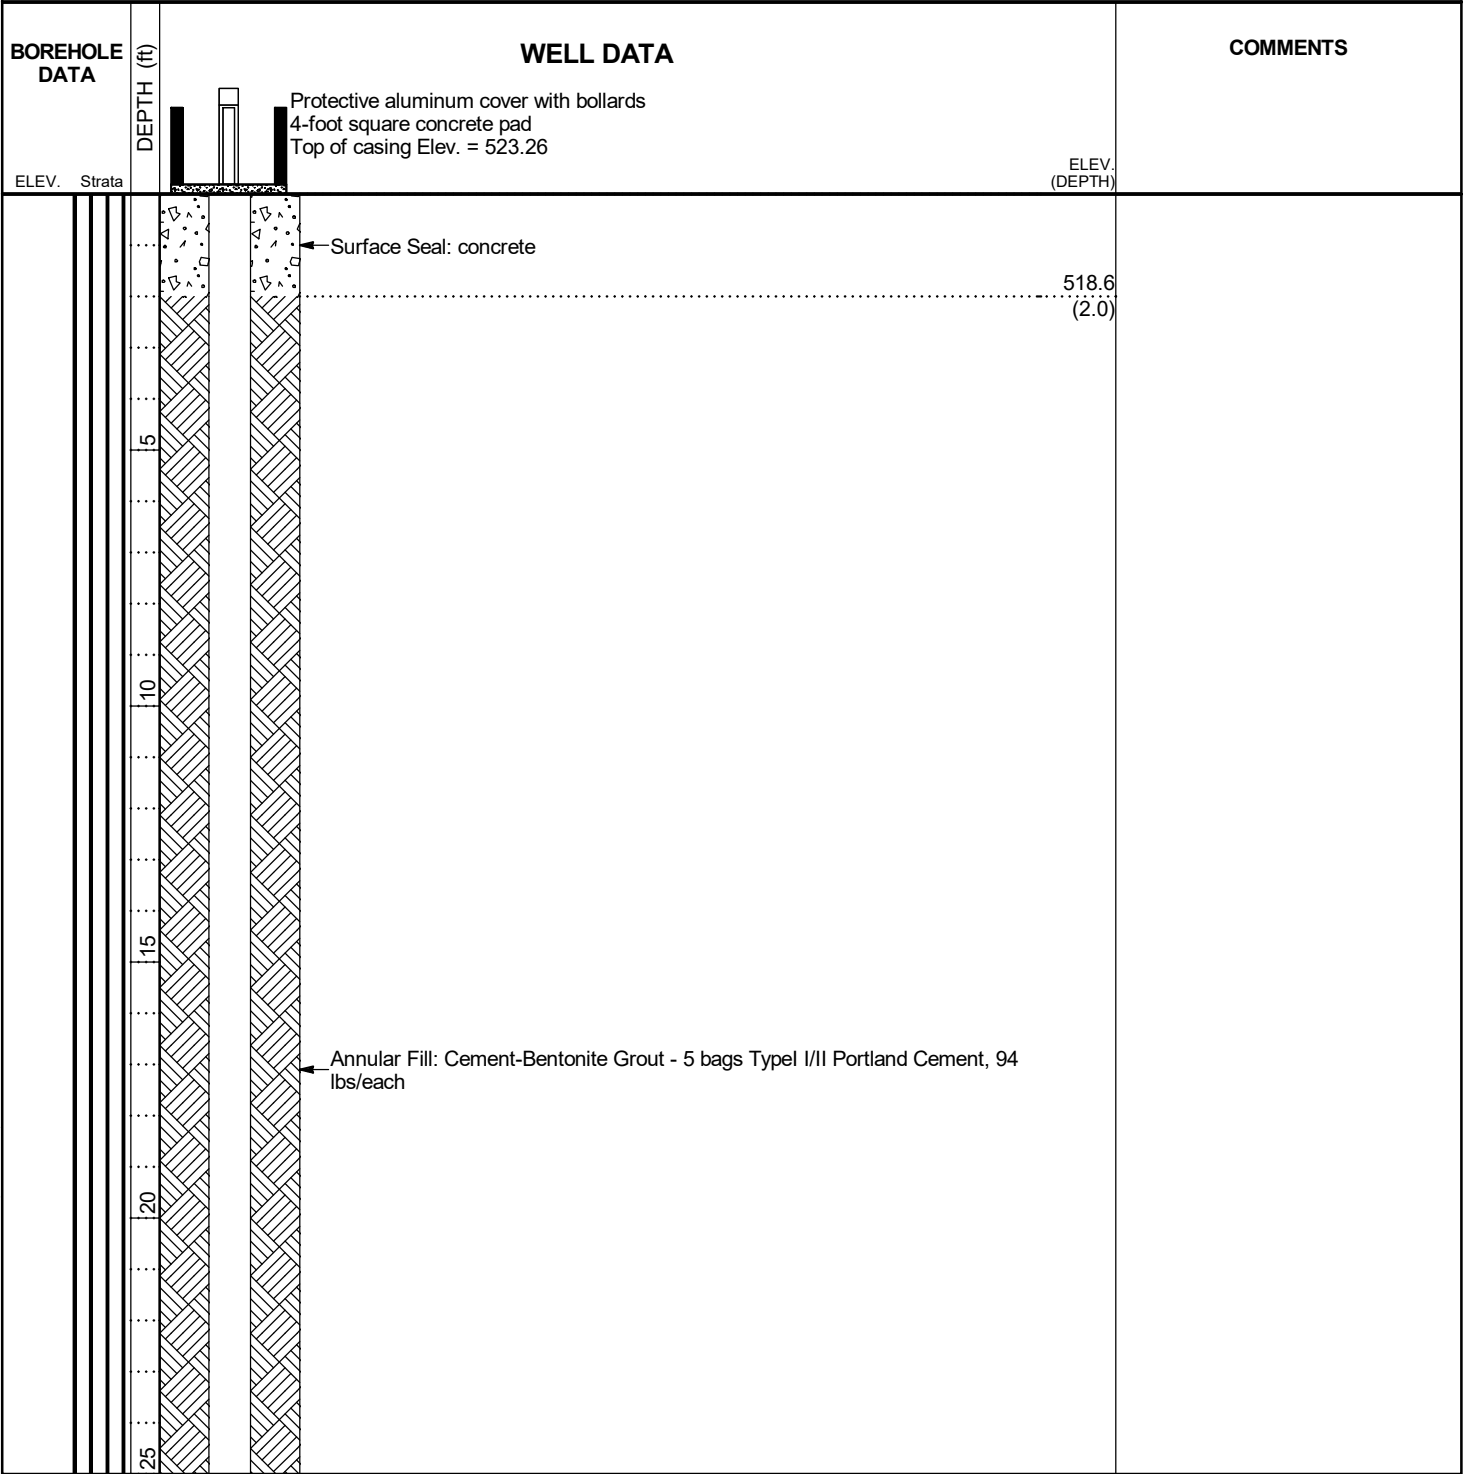 BOREHOLE
DATA
DEPTH (ft)
WELL DATA
COMMENTS
Protective aluminum cover with bollards
4-foot square concrete pad
Top of casing Elev. = 523.26
ELEV.
(DEPTH)
ELEV. Strata
Surface Seal: concrete
518.6
(2.0)
5
10
15
Annular Fill: Cement-Bentonite Grout - 5 bags TypeI I/II Portland Cement, 94
lbs/each
20
25